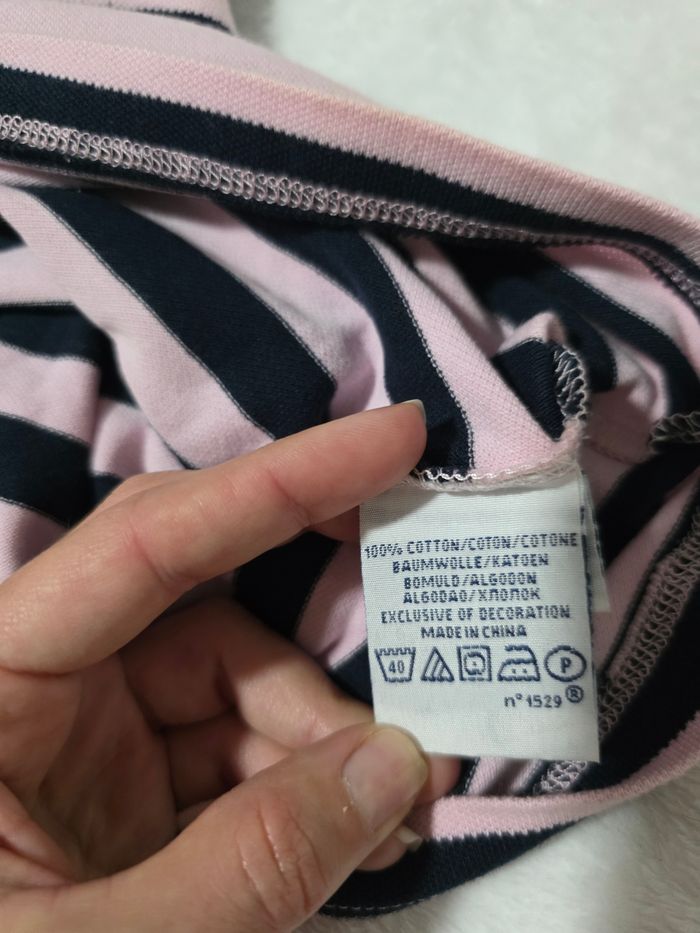 100% COTTON/COTON/COTONE
BAUMWOLLE/KATOEN
BOMULD/ALGODON
ALGODAO/ХЛОПОК
EXCLUSIVE OF DECORATION
MADE IN CHINA
40 P
n° 1529®